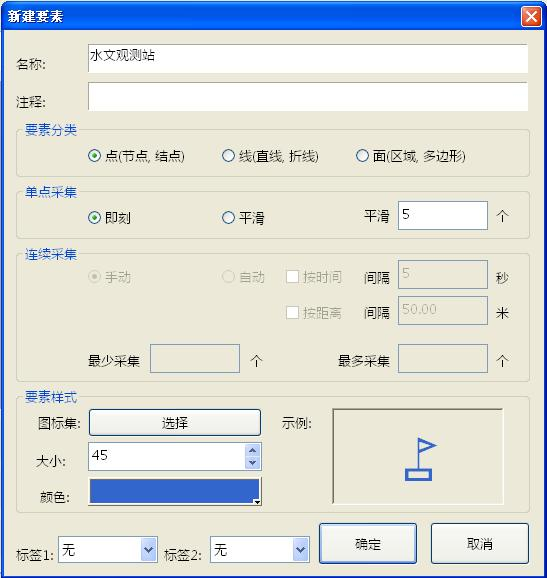 新建要素
名称: 水文观测站
注释:
要素分类
点(节点, 结点) 线(直线, 折线) 面(区域, 多边形)
单点采集
即刻 平滑 平滑 5 个
连续采集
手动 自动 按时间 间隔 5 秒
按距离 间隔 50.00 米
最少采集 个 最多采集 个
要素样式
图标集: 选择 示例:
大小: 45
颜色:
标签1: 无 标签2: 无 确定 取消